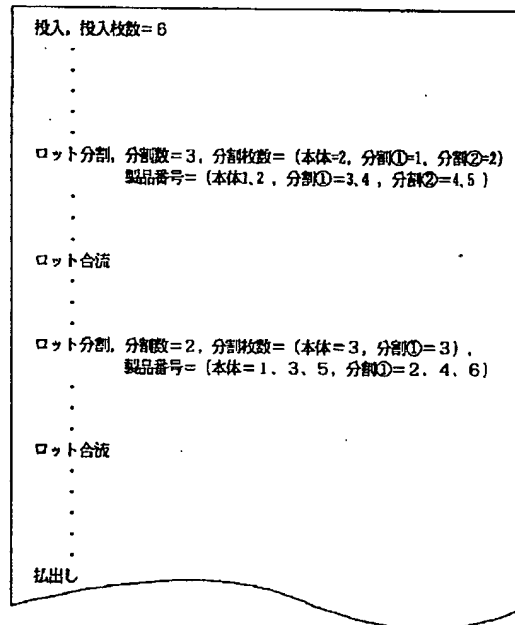 投入, 投入枚数=6
ロット分割, 分割数=3, 分割枚数= (本体=2, 分割①=1, 分割②=2)
製品番号= (本体1、2 , 分割①=3、4 , 分割②=4、5 )
ロット合流
ロット分割, 分割数=2, 分割枚数= (本体=3, 分割①=3) ,
製品番号= (本体=1、3、5, 分割①=2、4、6)
ロット合流
払出し